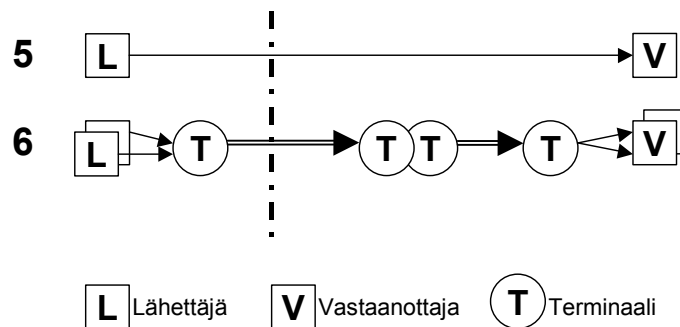 5 L V
6 L T T T T V
L Lähettäjä V Vastaanottaja T Terminaali